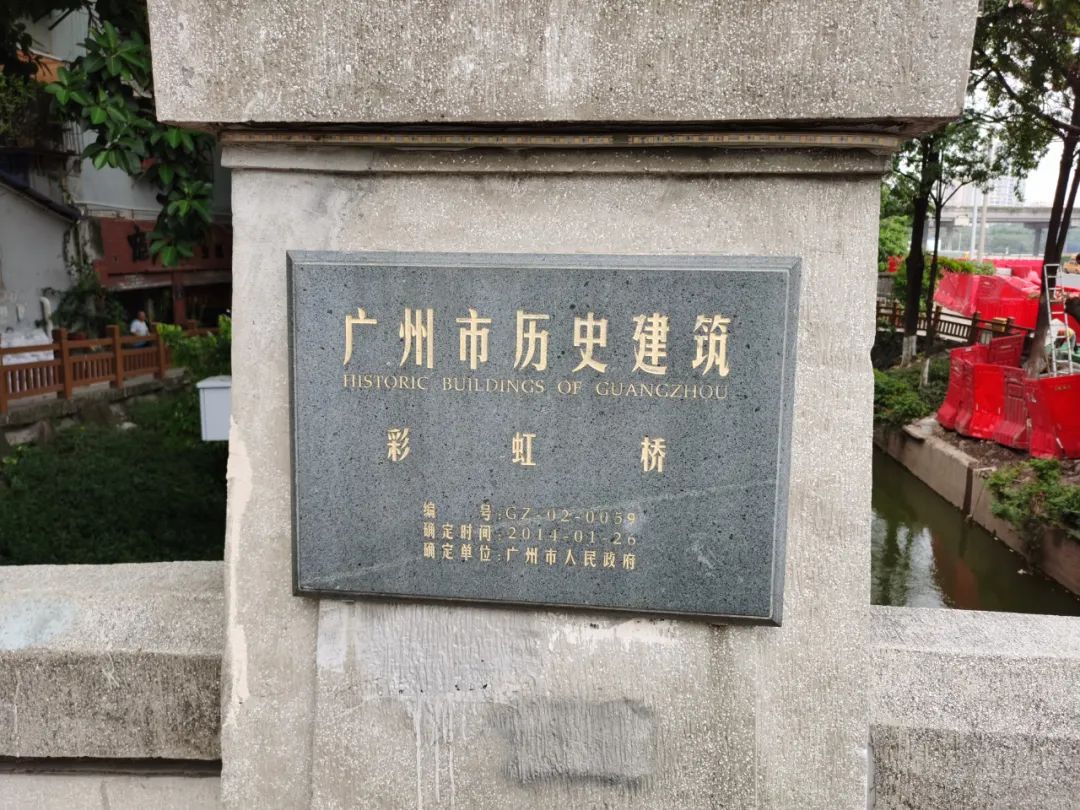 广州市历史建筑
HISTORIC BUILDINGS OF GUANGZHOU
彩虹桥
编号:GZ-02-0059
确定时间:2014-01-26
确定单位:广州市人民政府